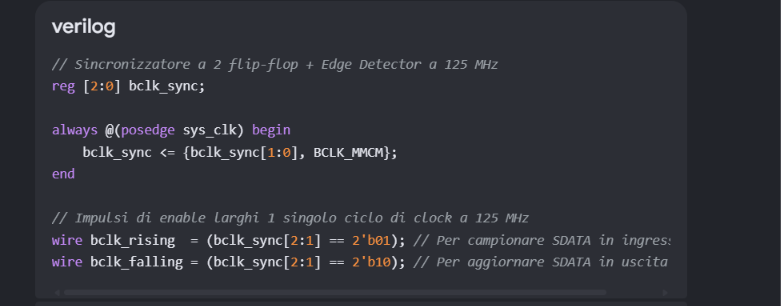 verilog
// Sincronizzatore a 2 flip-flop + Edge Detector a 125 MHz
reg [2:0] bclk_sync;
always @(posedge sys_clk) begin
bclk_sync <= {bclk_sync[1:0], BCLK_MMCM};
end
// Impulsi di enable larghi 1 singolo ciclo di clock a 125 MHz
wire bclk_rising = (bclk_sync[2:1] == 2'b01); // Per campionare SDATA in ingres
wire bclk_falling = (bclk_sync[2:1] == 2'b10); // Per aggiornare SDATA in uscita